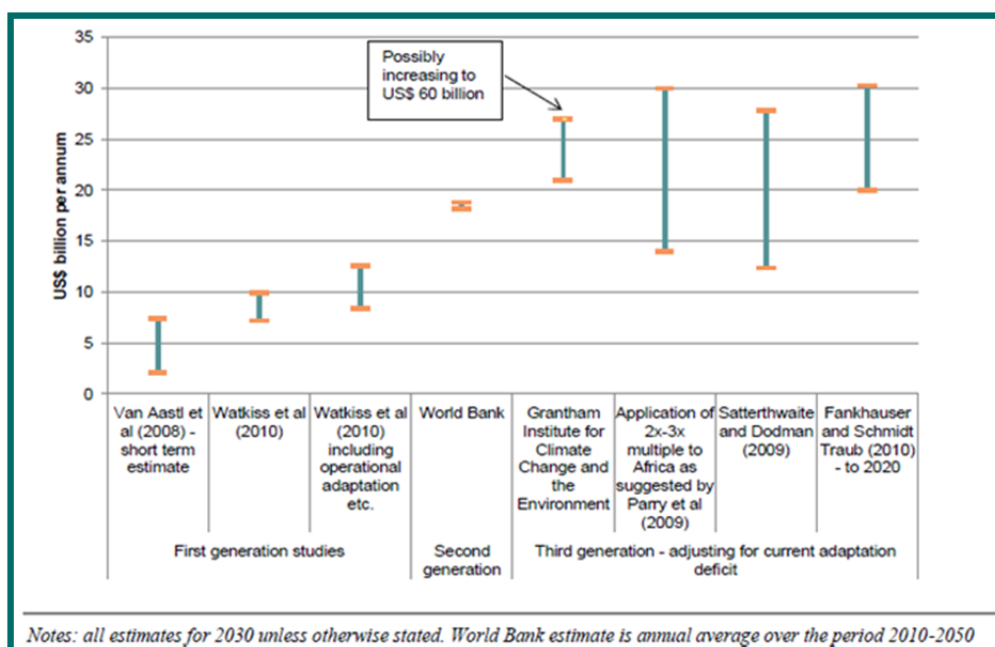 35
30
25
20
15
10
5
0
US$ billion per annum
Possibly
increasing to
US$ 60 billion
Van Aastl et
al (2008) -
short term
estimate
Watkiss et al
(2010)
Watkiss et al
(2010)
including
operational
adaptation
etc.
World Bank
Grantham
Institute for
Climate
Change and
the
Environment
Application of
2x-3x
multiple to
Africa as
suggested by
Parry et al
(2009)
Satterthwaite
and Dodman
(2009)
Fankhauser
and Schmidt
Traub (2010)
- to 2020
First generation studies
Second
generation
Third generation - adjusting for current adaptation
deficit
Notes: all estimates for 2030 unless otherwise stated. World Bank estimate is annual average over the period 2010-2050